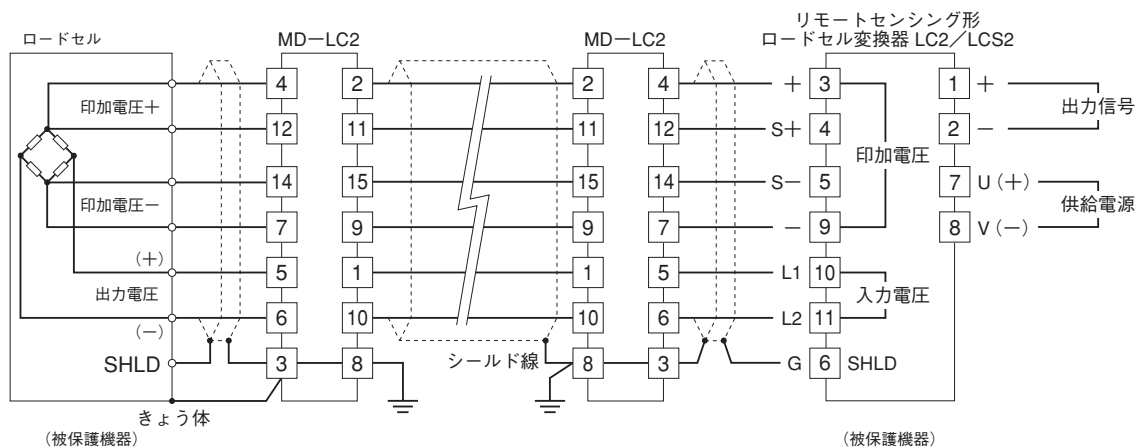 リモートセンシング形
ロードセル MD－LC2 MD－LC2 ロードセル変換器 LC2／LCS2
4 2 2 4 ＋ 3 1 ＋
印加電圧＋ 出力信号
12 11 11 12 S＋ 4 2 －
印加電圧
14 15 15 14 S－ 5 7 U（＋）
印加電圧－ 供給電源
7 9 9 7 － 9 8 V（－）
（＋） 5 1 1 5 L1 10
出力電圧 入力電圧
（－） 6 10 10 6 L2 11
SHLD 3 8 シールド線 8 3 G 6 SHLD
きょう体
（被保護機器） （被保護機器）